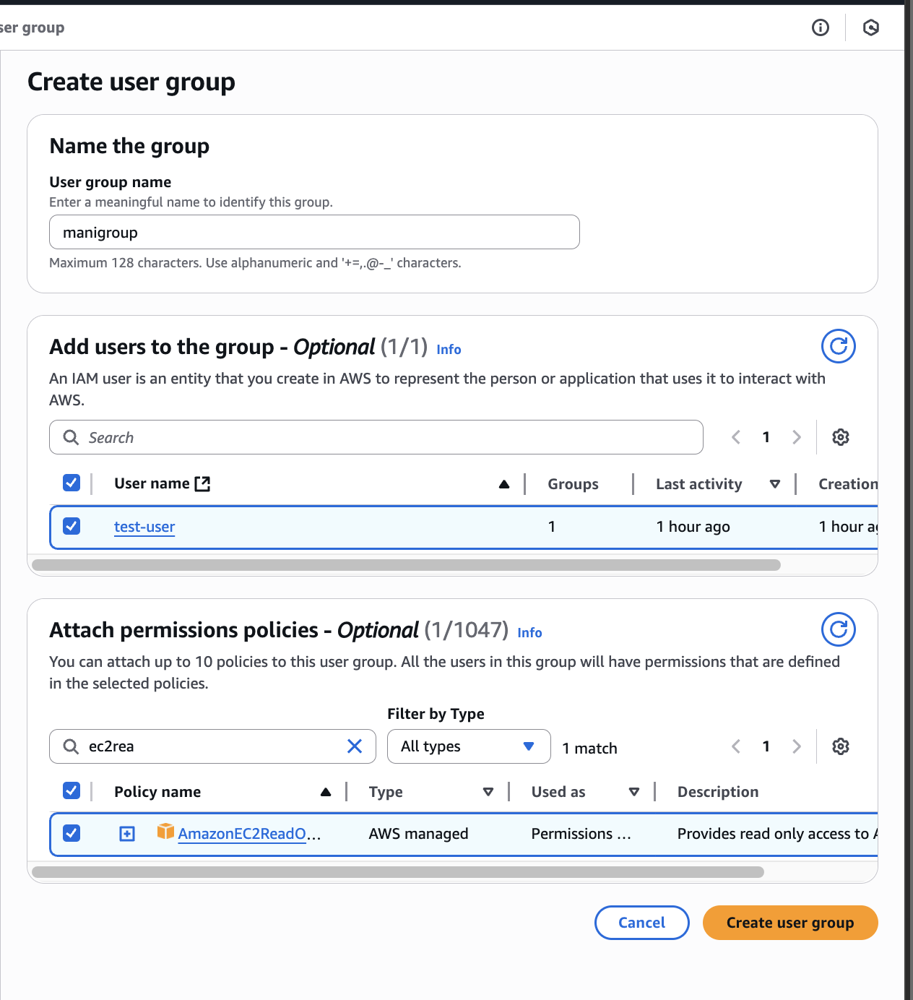 ser group
Create user group
Name the group
User group name
Enter a meaningful name to identify this group.
manigroup
Maximum 128 characters. Use alphanumeric and '+=,.@-_' characters.
Add users to the group - Optional (1/1) Info
An IAM user is an entity that you create in AWS to represent the person or application that uses it to interact with
AWS.
Search
1
User name Groups Last activity Creation
test-user 1 1 hour ago 1 hour ag
Attach permissions policies - Optional (1/1047) Info
You can attach up to 10 policies to this user group. All the users in this group will have permissions that are defined
in the selected policies.
Filter by Type
ec2rea All types 1 match 1
Policy name Type Used as Description
AmazonEC2ReadO... AWS managed Permissions ... Provides read only access to A
Cancel Create user group